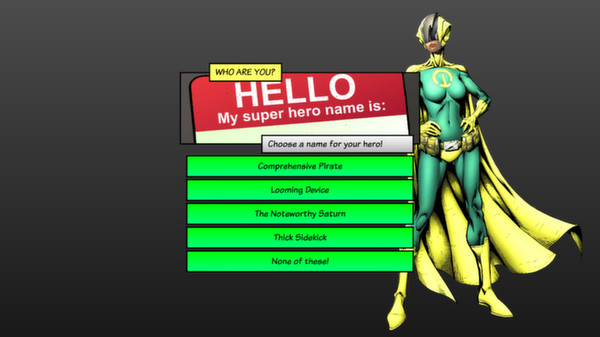 WHO ARE YOU?
HELLO
My super hero name is:
Choose a name for your hero!
Comprehensive Pirate
Looming Device
The Noteworthy Saturn
Thick Sidekick
None of these!